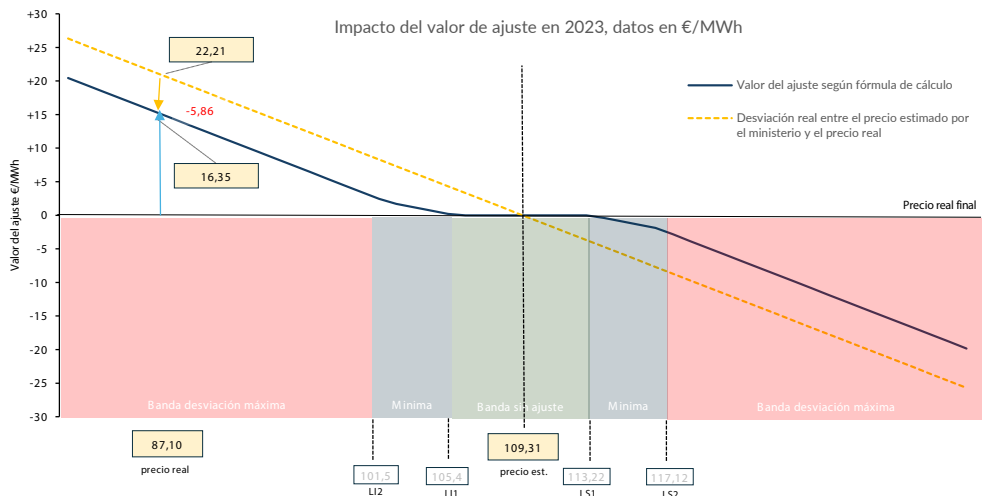 Impacto del valor de ajuste en 2023, datos en €/MWh
Valor del ajuste €/MWh
+30
+25
+20
+15
+10
+5
0
-5
-10
-15
-20
-25
-30
22,21
-5,86
16,35
Valor del ajuste según fórmula de cálculo
Desviación real entre el precio estimado por
el ministerio y el precio real
Precio real final
Banda desviación máxima
Mínima
Banda sin ajuste
Mínima
Banda desviación máxima
87,10
precio real
101,5
LI2
105,4
LI1
109,31
precio est.
113,22
LS1
117,12
LS2